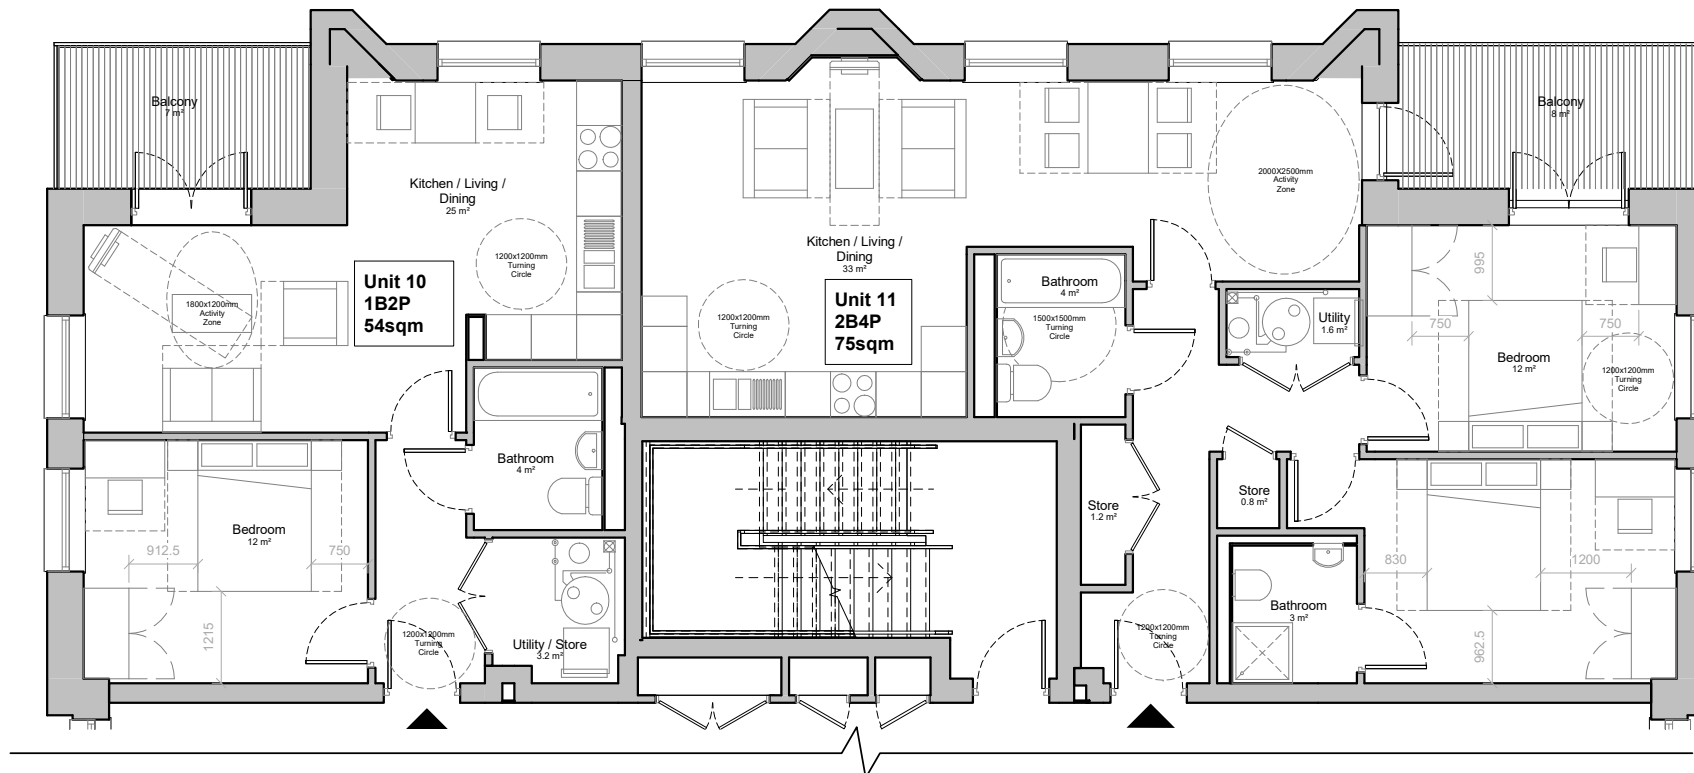 Balcony
7 m²
Kitchen / Living /
Dining
25 m²
1200x1200mm
Turning
Circle
Unit 10
1B2P
54sqm
1800x1200mm
Activity
Zone
Bathroom
4 m²
Bedroom
12 m²
912.5
750
1215
1200x1200mm
Turning
Circle
Utility / Store
3.2 m²
Kitchen / Living /
Dining
33 m²
Unit 11
2B4P
75sqm
1200x1200mm
Turning
Circle
2000X2500mm
Activity
Zone
Bathroom
4 m²
1500x1500mm
Turning
Circle
Utility
1.6 m²
Balcony
8 m²
995
750
750
Bedroom
12 m²
1200x1200mm
Turning
Circle
Store
1.2 m²
Store
0.8 m²
1200x1200mm
Turning
Circle
Bathroom
3 m²
830
1200
962.5